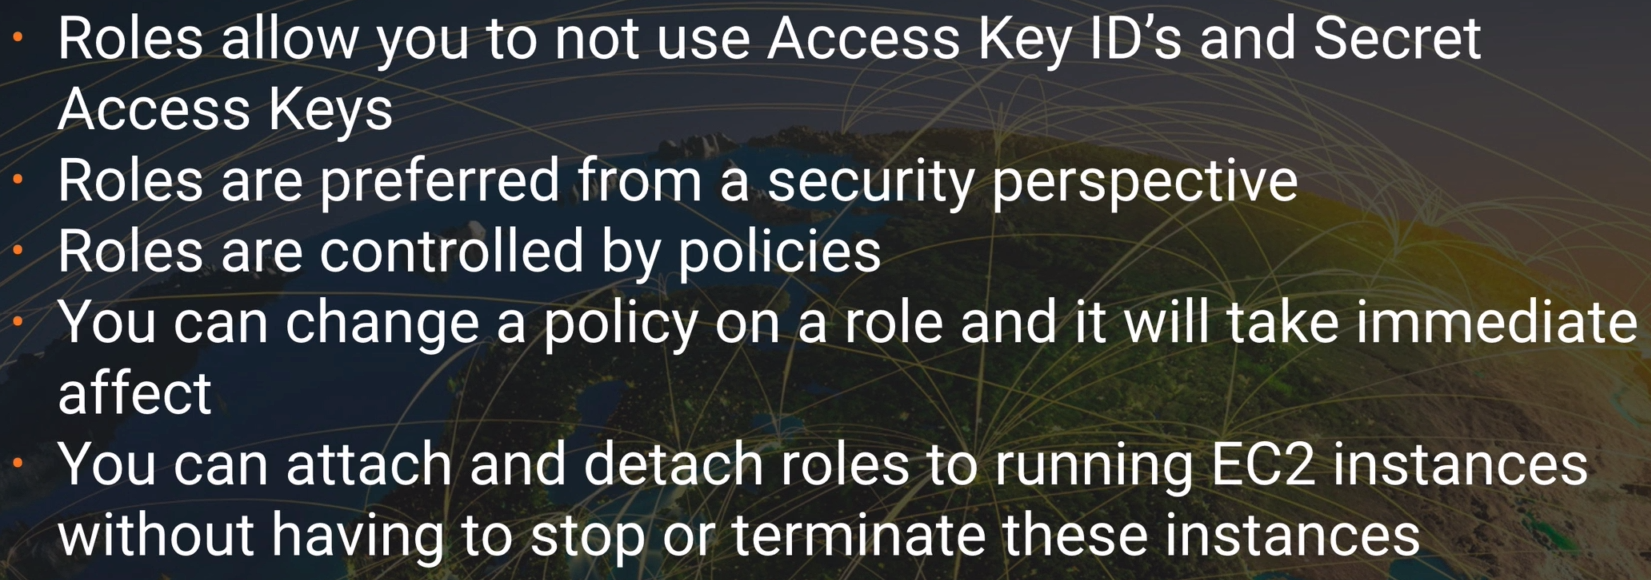 • Roles allow you to not use Access Key ID’s and Secret
Access Keys
• Roles are preferred from a security perspective
• Roles are controlled by policies
• You can change a policy on a role and it will take immediate
affect
• You can attach and detach roles to running EC2 instances
without having to stop or terminate these instances